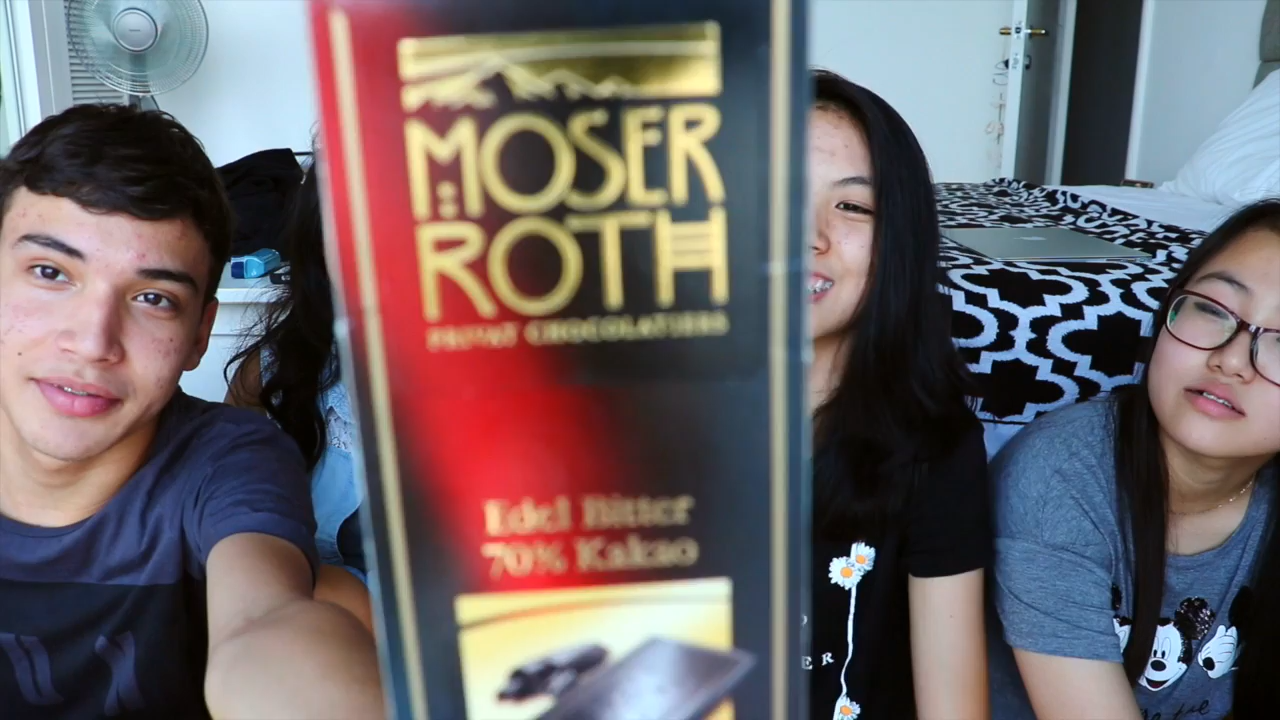 MOSER
ROTH
PRIVAT CHOCOLATIERS
Edel Bitter
70% Kakao